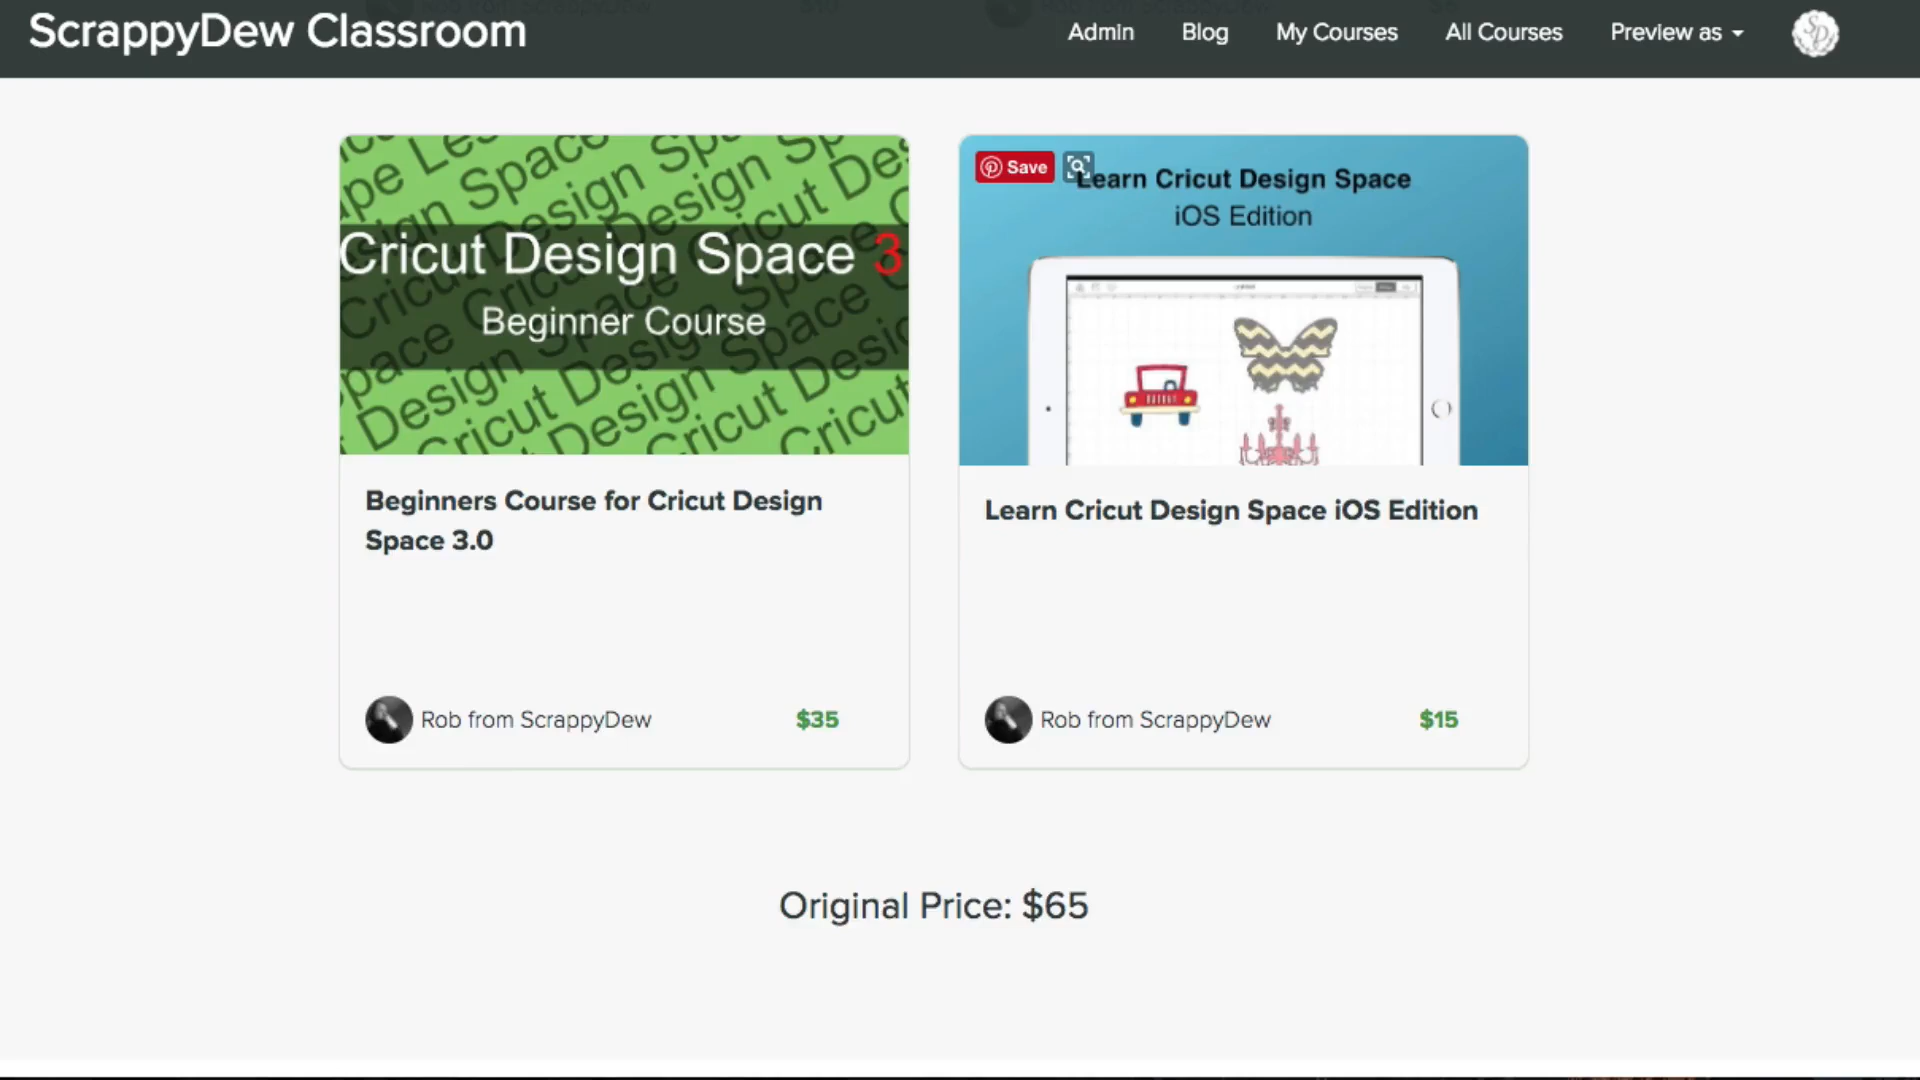 ScrappyDew Classroom
Admin
Blog
My Courses
All Courses
Preview as
Cricut Design Space 3
Beginner Course
Save
Learn Cricut Design Space
iOS Edition
Beginners Course for Cricut Design
Space 3.0
Learn Cricut Design Space iOS Edition
Rob from ScrappyDew
$35
Rob from ScrappyDew
$15
Original Price: $65